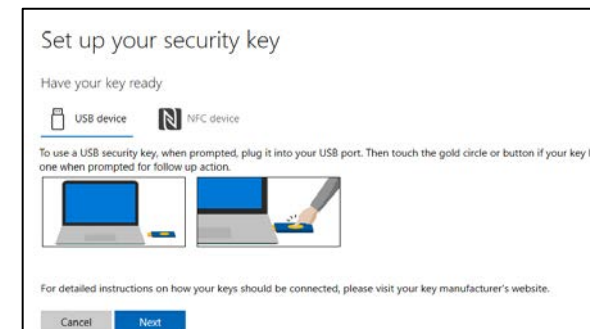 Set up your security key
Have your key ready
USB device
NFC device
To use a USB security key, when prompted, plug it into your USB port. Then touch the gold circle or button if your key
one when prompted for follow up action.
For detailed instructions on how your keys should be connected, please visit your key manufacturer's website.
Cancel
Next